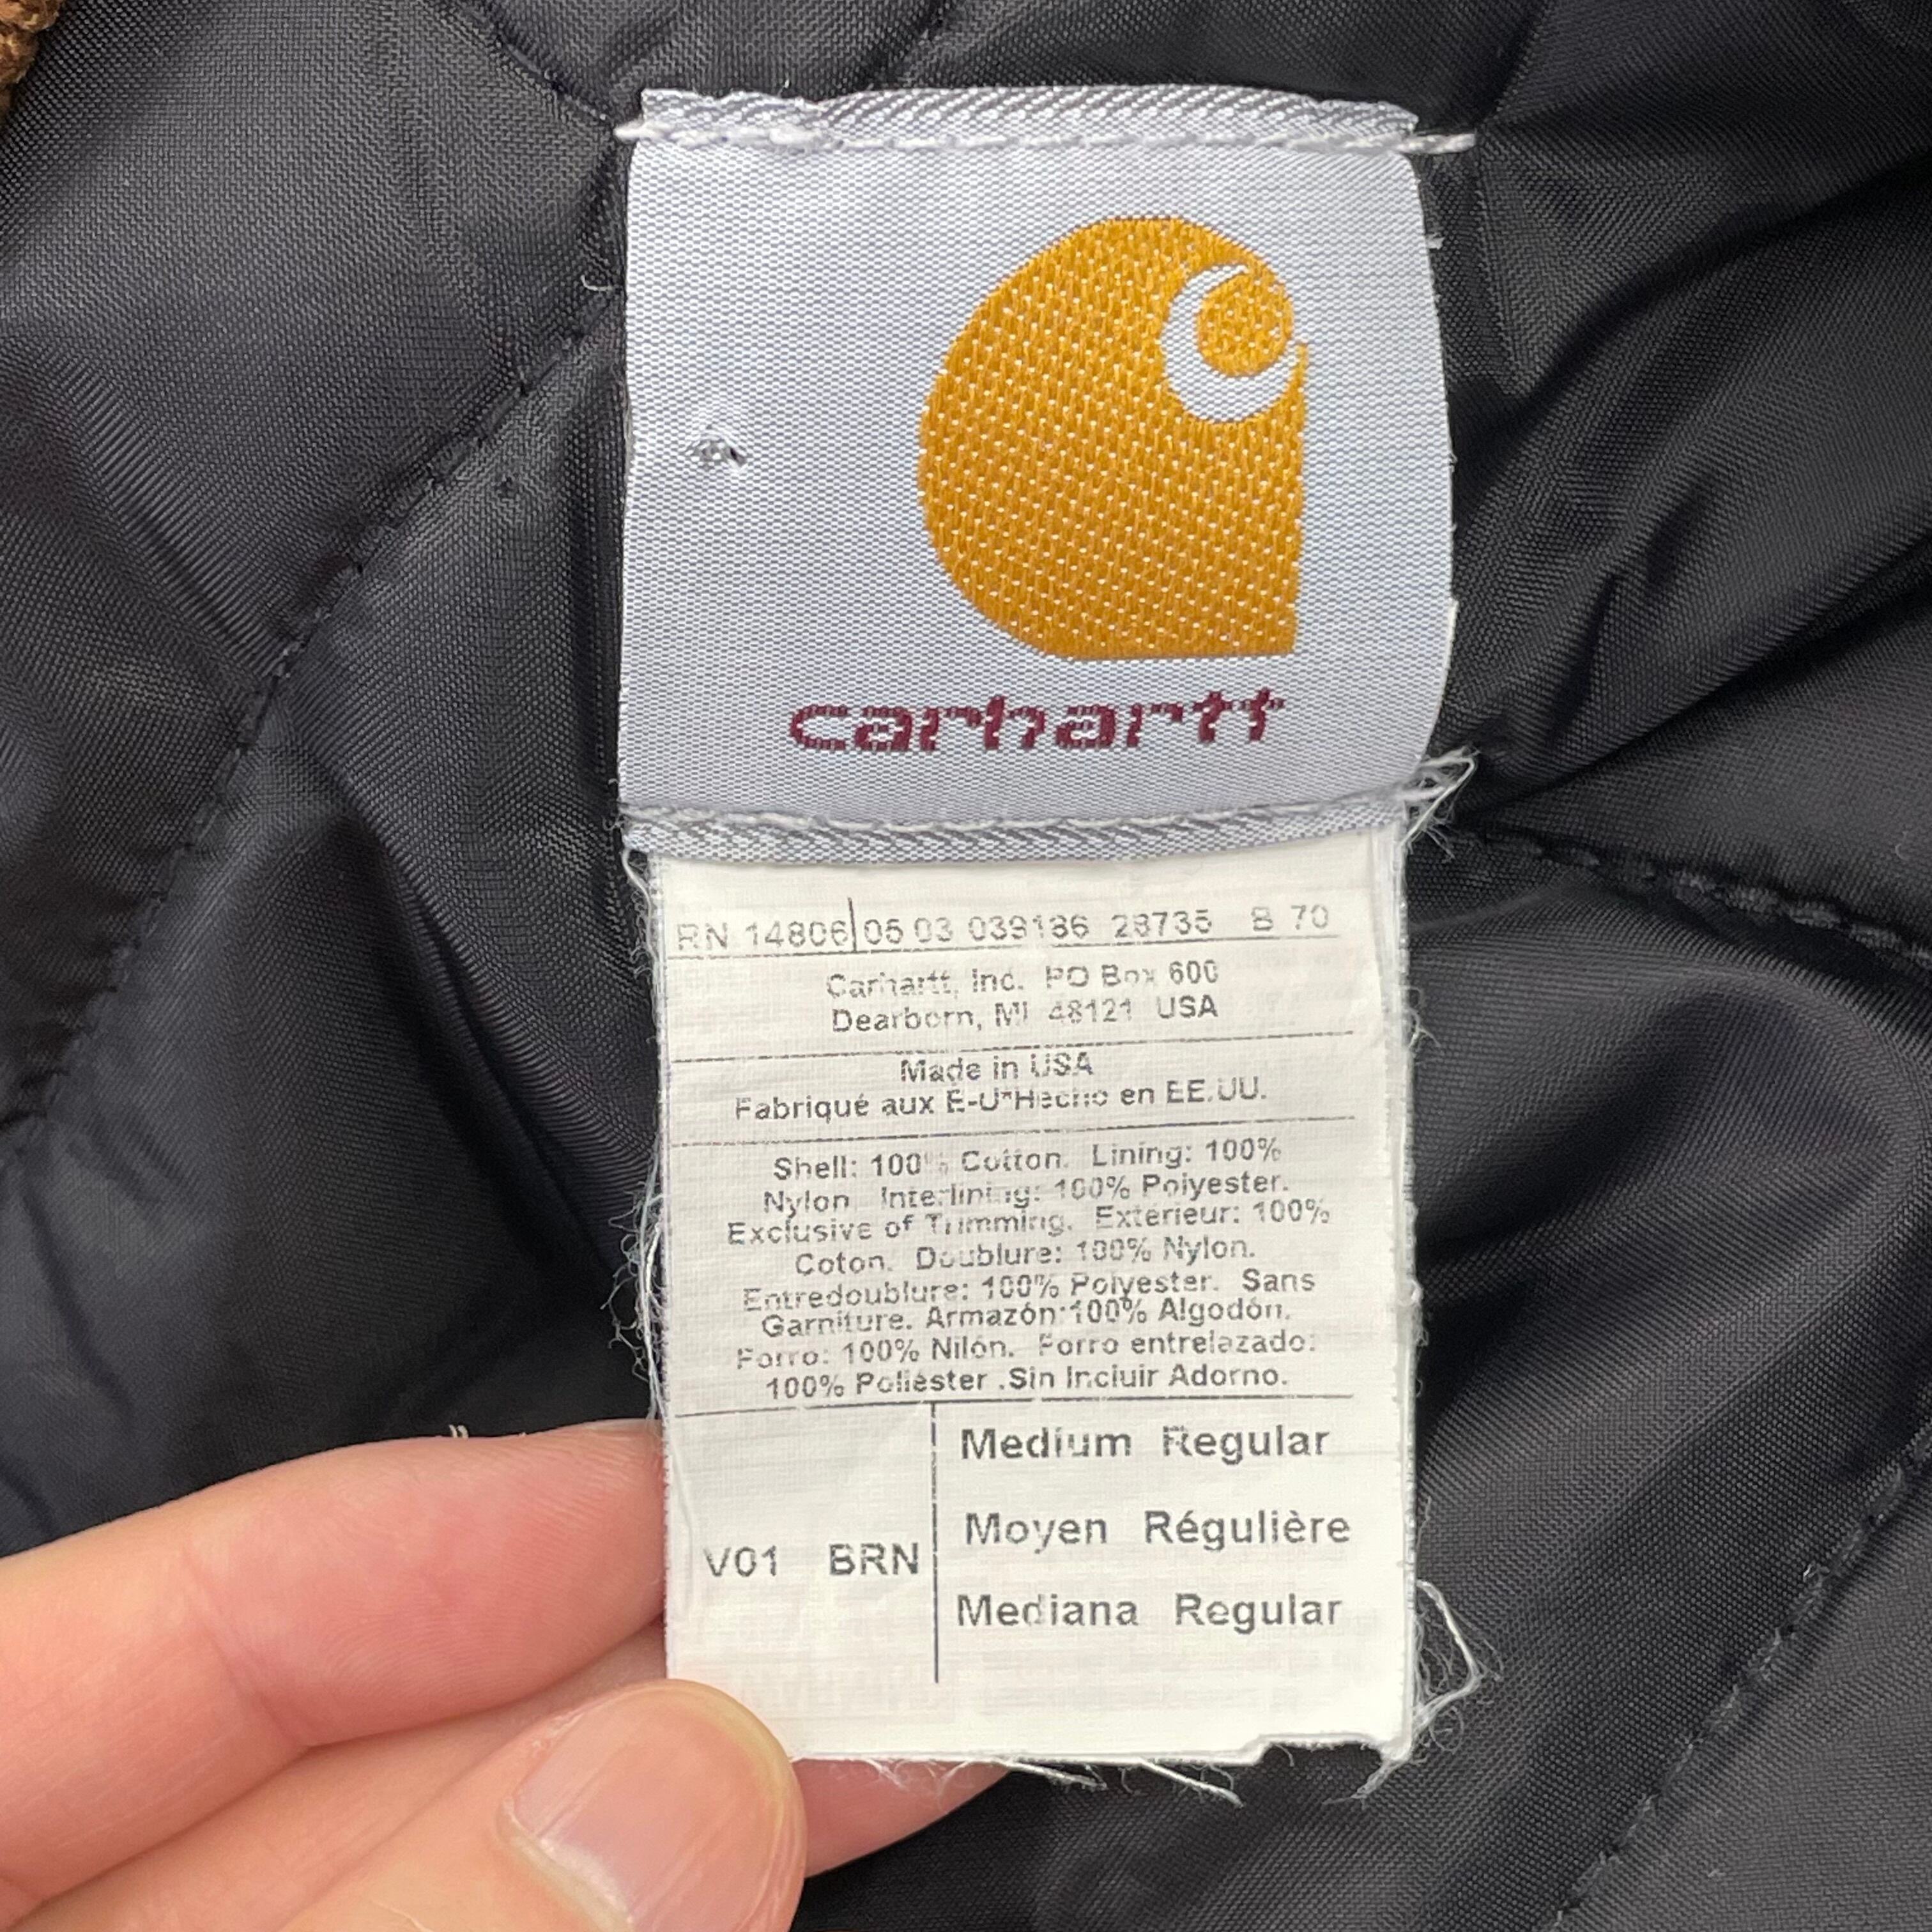 carhartt
RN 14806 05 03 039186 28735 B 70
Carhartt, Inc. PO Box 600
Dearborn, MI 48121 USA
Made in USA
Fabriqué aux É-U*Hecho en EE.UU.
Shell: 100% Cotton. Lining: 100%
Nylon Interlining: 100% Polyester.
Exclusive of Trimming. Extérieur: 100%
Coton. Doublure: 100% Nylon.
Entredoublure: 100% Polyester. Sans
Garniture. Armazón:100% Algodón.
Forro: 100% Nilón. Forro entrelazado:
100% Poliéster .Sin Incluir Adorno.
V01 BRN
Medium Regular
Moyen Régulière
Mediana Regular